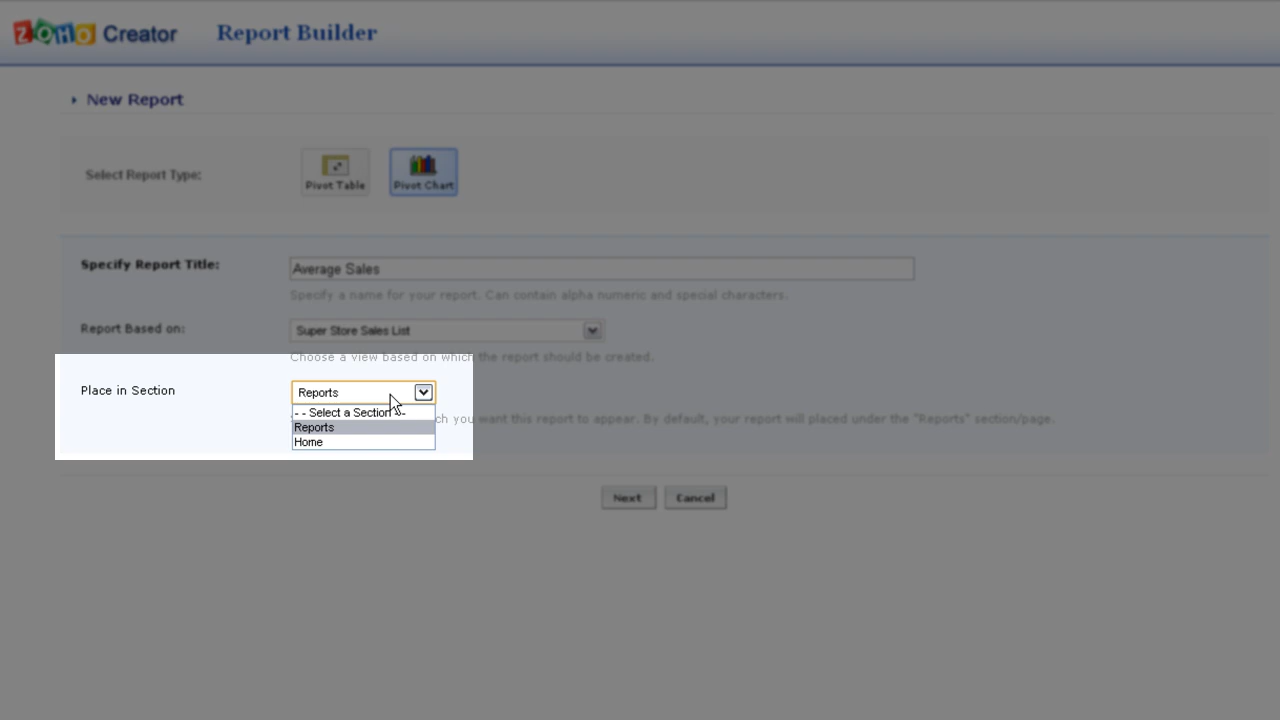 ZOHO Creator Report Builder
New Report
Select Report Type:
Pivot Table
Pivot Chart
Specify Report Title:
Average Sales
Specify a name for your report. Can contain alpha numeric and special characters.
Report Based on:
Super Store Sales List
Choose a view based on which the report should be created.
Place in Section
Reports
- - Select a Section - -
ch you want this report to appear. By default, your report will placed under the "Reports" section/page.
Reports
Home
Next
Cancel